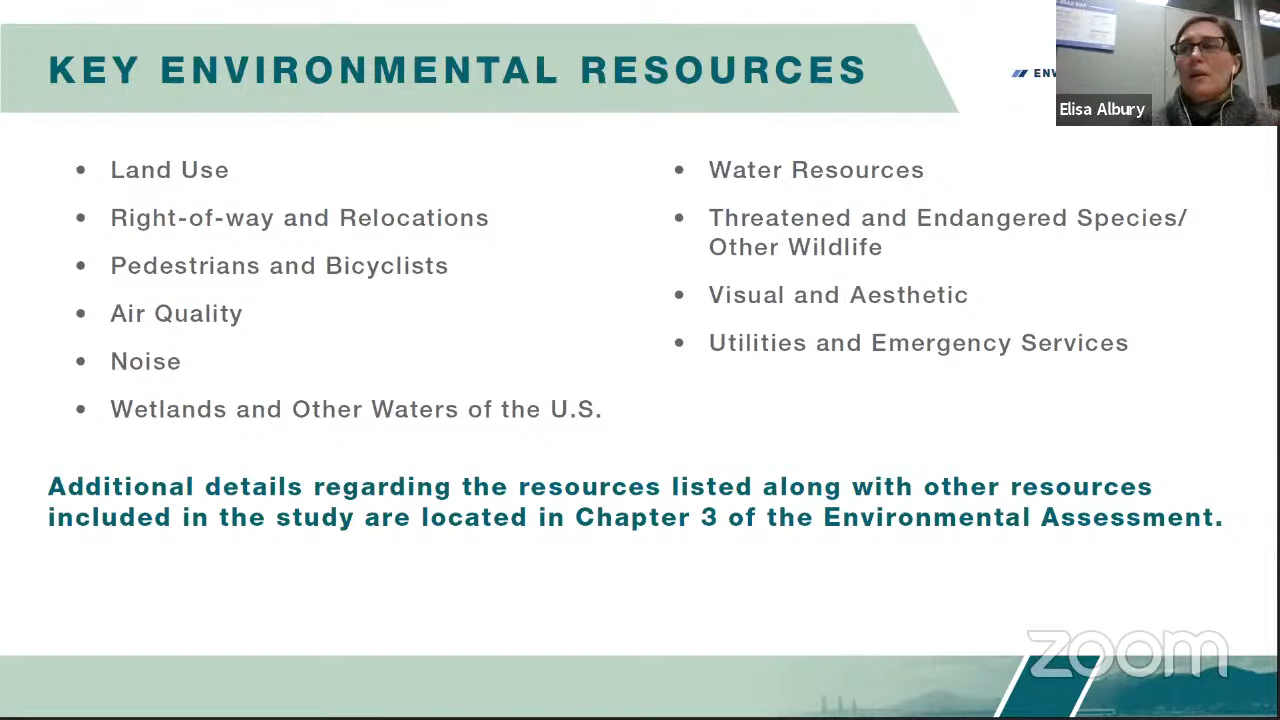 KEY ENVIRONMENTAL RESOURCES
ENV
Elisa Albury
• Land Use
• Right-of-way and Relocations
• Pedestrians and Bicyclists
• Air Quality
• Noise
• Wetlands and Other Waters of the U.S.
• Water Resources
• Threatened and Endangered Species/
Other Wildlife
• Visual and Aesthetic
• Utilities and Emergency Services
Additional details regarding the resources listed along with other resources
included in the study are located in Chapter 3 of the Environmental Assessment.
zoom